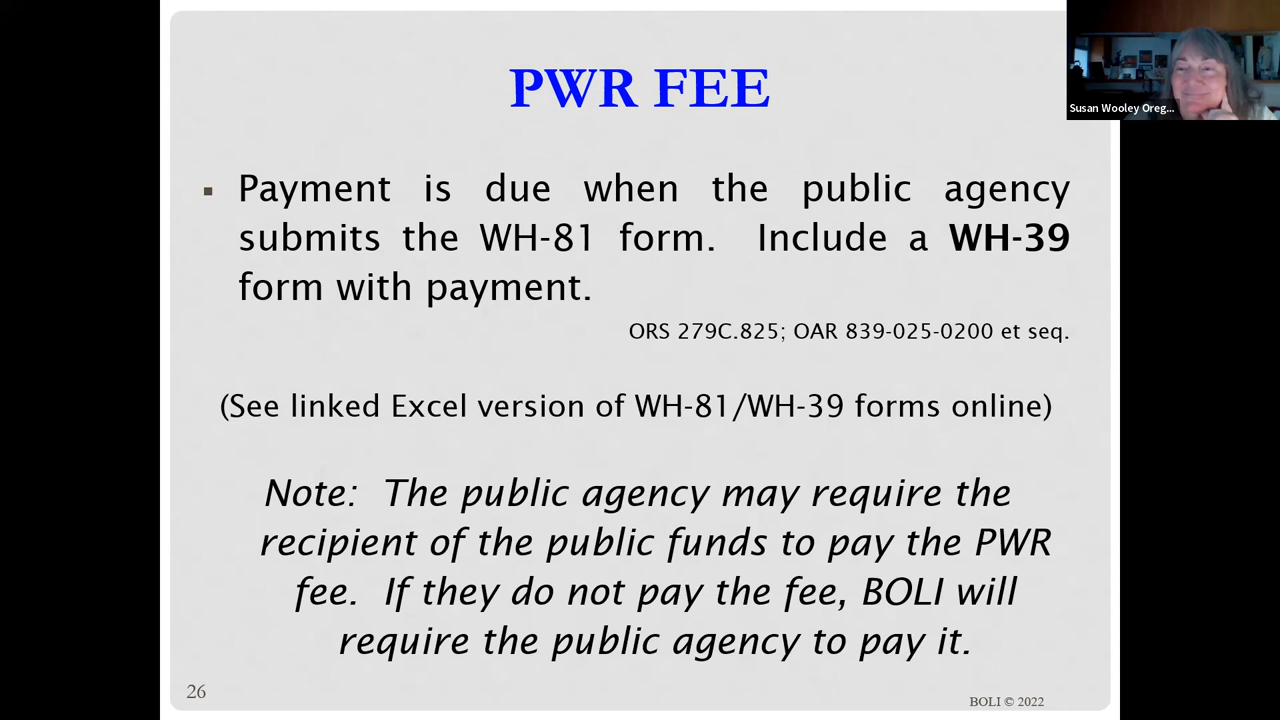 PWR FEE
Susan Wooley Oreg...
▪ Payment is due when the public agency
submits the WH-81 form. Include a WH-39
form with payment.
ORS 279C.825; OAR 839-025-0200 et seq.
(See linked Excel version of WH-81/WH-39 forms online)
Note: The public agency may require the
recipient of the public funds to pay the PWR
fee. If they do not pay the fee, BOLI will
require the public agency to pay it.
26
BOLI © 2022